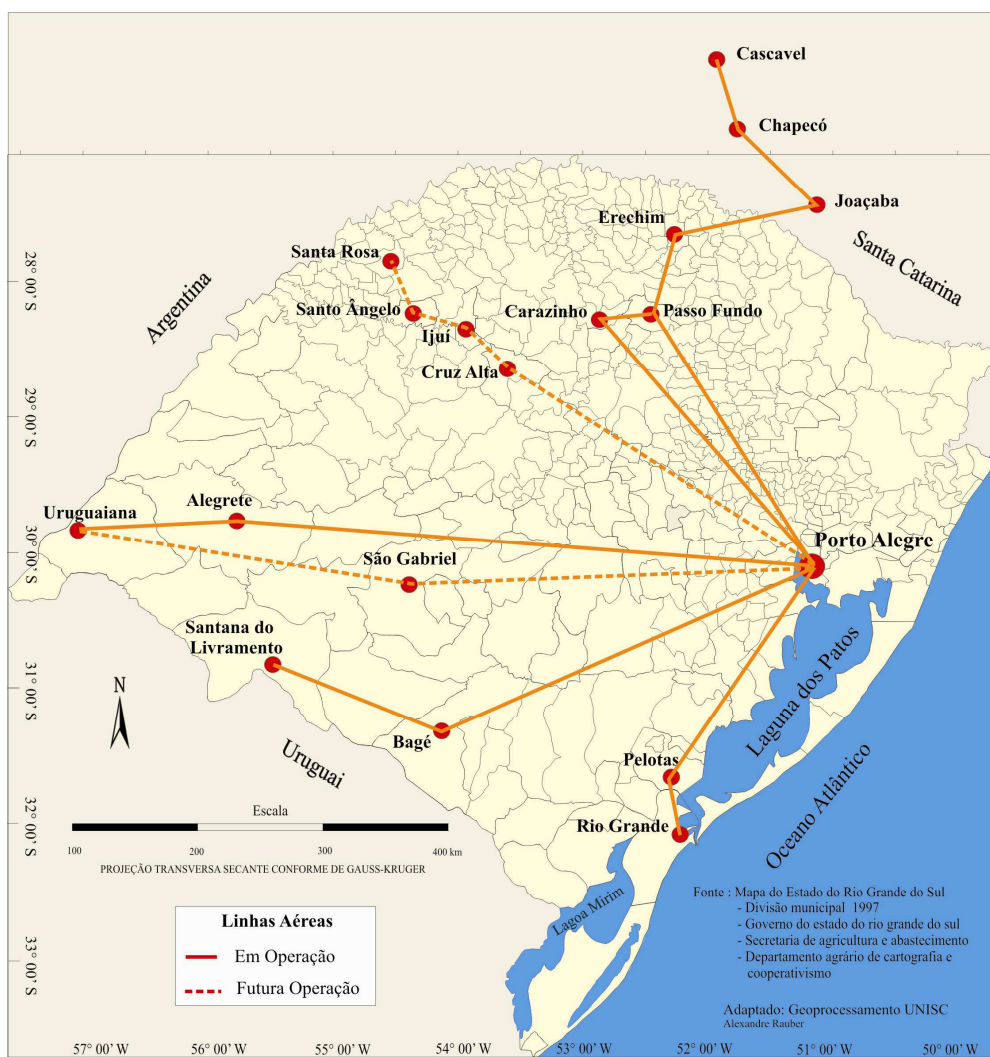 Cascavel
Chapecó
Joaçaba
Erechim
Santa Catarina
Santa Rosa
Argentina
Santo Ângelo
Carazinho
Passo Fundo
Ijuí
Cruz Alta
28° 00' S
29° 00' S
30° 00' S
31° 00' S
32° 00' S
33° 00' S
Uruguaiana
Alegrete
Porto Alegre
São Gabriel
Santana do
Livramento
N
Bagé
Uruguai
Laguna dos Patos
Pelotas
Oceano Atlântico
Rio Grande
Lagoa Mirim
Escala
100 200 300 400 km
PROJEÇÃO TRANSVERSA SECANTE CONFORME DE GAUSS-KRUGER
Linhas Aéreas
Em Operação
Futura Operação
Fonte : Mapa do Estado do Rio Grande do Sul
- Divisão municipal 1997
- Governo do estado do rio grande do sul
- Secretaria de agricultura e abastecimento
- Departamento agrário de cartografia e
cooperativismo
Adaptado: Geoprocessamento UNISC
Alexandre Rauber
57° 00' W 56° 00' W 55° 00' W 54° 00' W 53° 00' W 52° 00' W 51° 00' W 50° 00' W